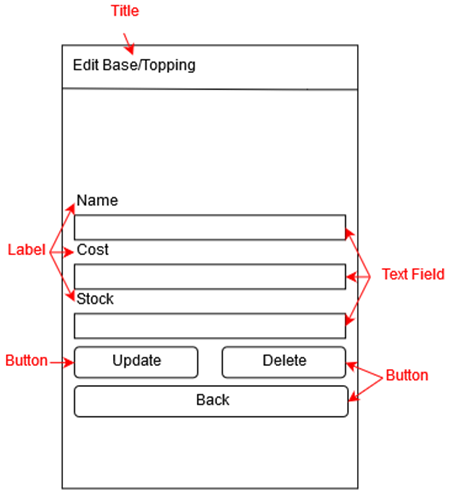 Title
Edit Base/Topping
Name
Label
Cost
Text Field
Stock
Button
Update
Delete
Button
Back